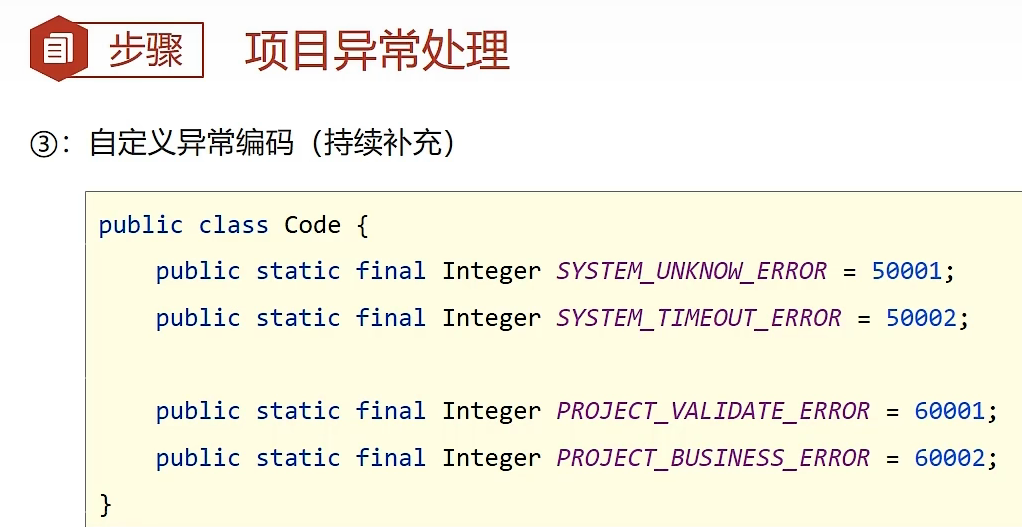 步骤
项目异常处理
③：自定义异常编码（持续补充）
public class Code {
    public static final Integer SYSTEM_UNKNOW_ERROR = 50001;
    public static final Integer SYSTEM_TIMEOUT_ERROR = 50002;
    public static final Integer PROJECT_VALIDATE_ERROR = 60001;
    public static final Integer PROJECT_BUSINESS_ERROR = 60002;
}